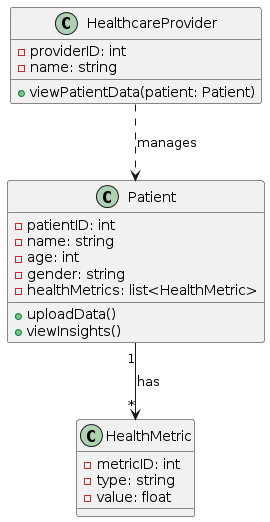 C HealthcareProvider
providerID: int
name: string
viewPatientData(patient: Patient)
manages
C Patient
patientID: int
name: string
age: int
gender: string
healthMetrics: list<HealthMetric>
uploadData()
viewInsights()
1
has
*
C HealthMetric
metricID: int
type: string
value: float